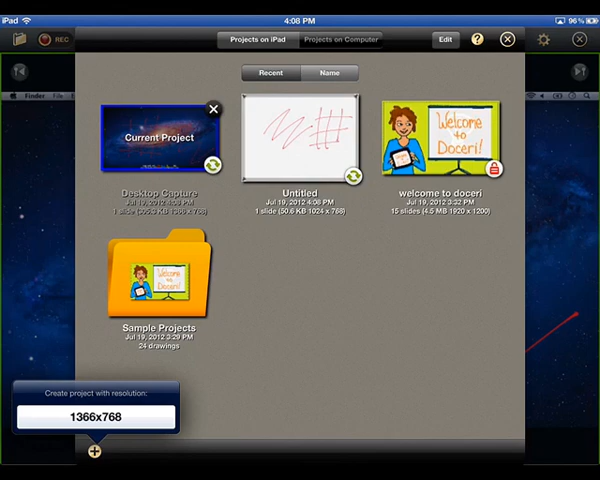 iPad 4:08 PM 96%
REC Projects on iPad Projects on Computer Edit ?
Recent Name
Finder File
Current Project
Welcome
to
Doceri!
Desktop Capture
Jul 19, 2012 4:08 PM
Untitled
Jul 19, 2012 4:08 PM
1 slide (50.6 KB 1024 x 768)
welcome to doceri
Jul 19, 2012 3:32 PM
15 slides (4.5 MB 1920 x 1200)
Welcome
to
Doceri!
Sample Projects
Jul 19, 2012 3:29 PM
24 drawings
Create project with resolution:
1366x768